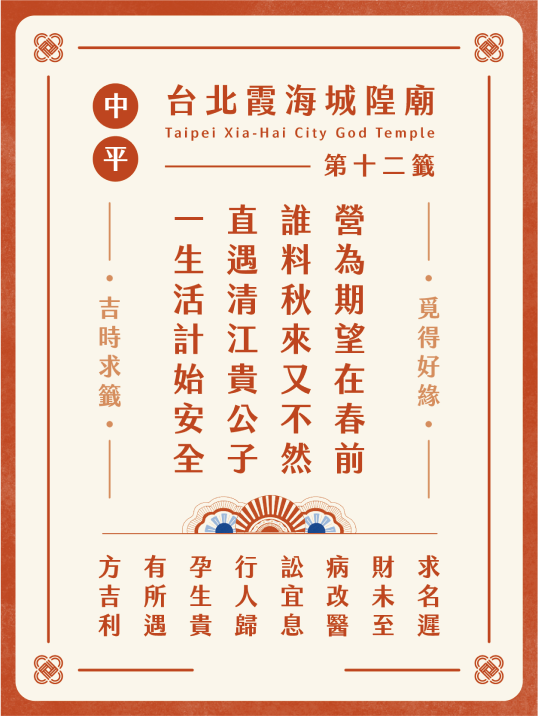 中平
台北霞海城隍廟
Taipei Xia-Hai City God Temple
第十二籤
覓得好緣
營為期望在春前
誰料秋來又不然
直遇清江貴公子
一生活計始安全
吉時求籤
求名遲
財未至
病改醫
訟宜息
行人歸
孕生貴
有所遇
方吉利